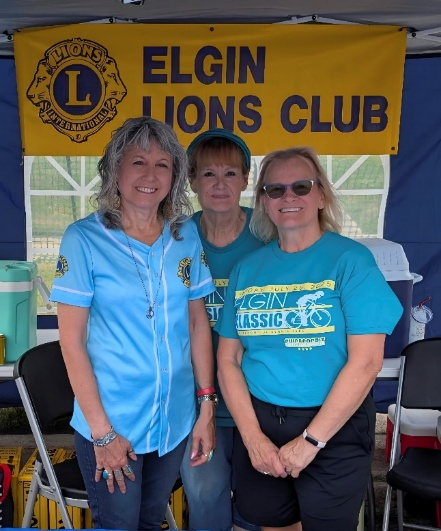 LIONS
L
INTERNATIONAL
ELGIN
LIONS CLUB
ELGIN
CLASSIC